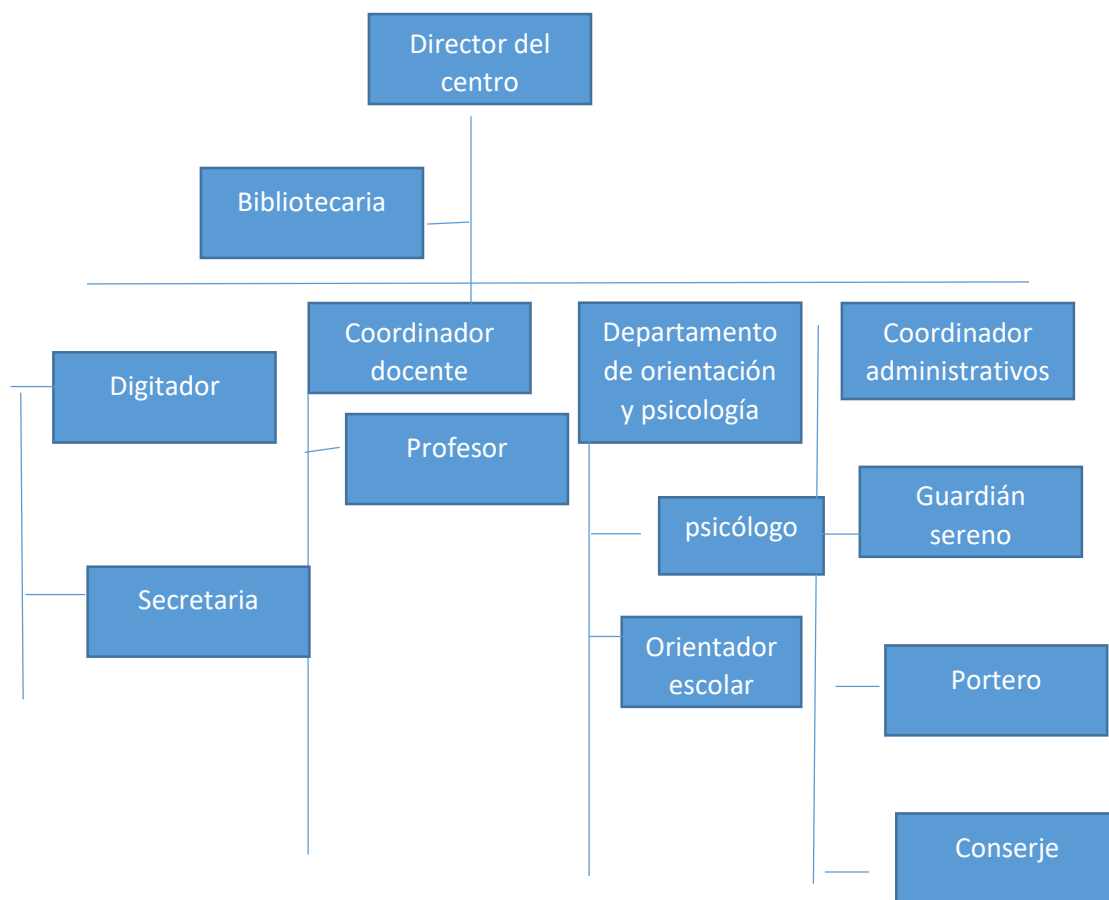 Director del
centro
Bibliotecaria
Coordinador
docente
Departamento
de orientación
y psicología
Coordinador
administrativos
Digitador
Profesor
psicólogo
Guardián
sereno
Secretaria
Orientador
escolar
Portero
Conserje